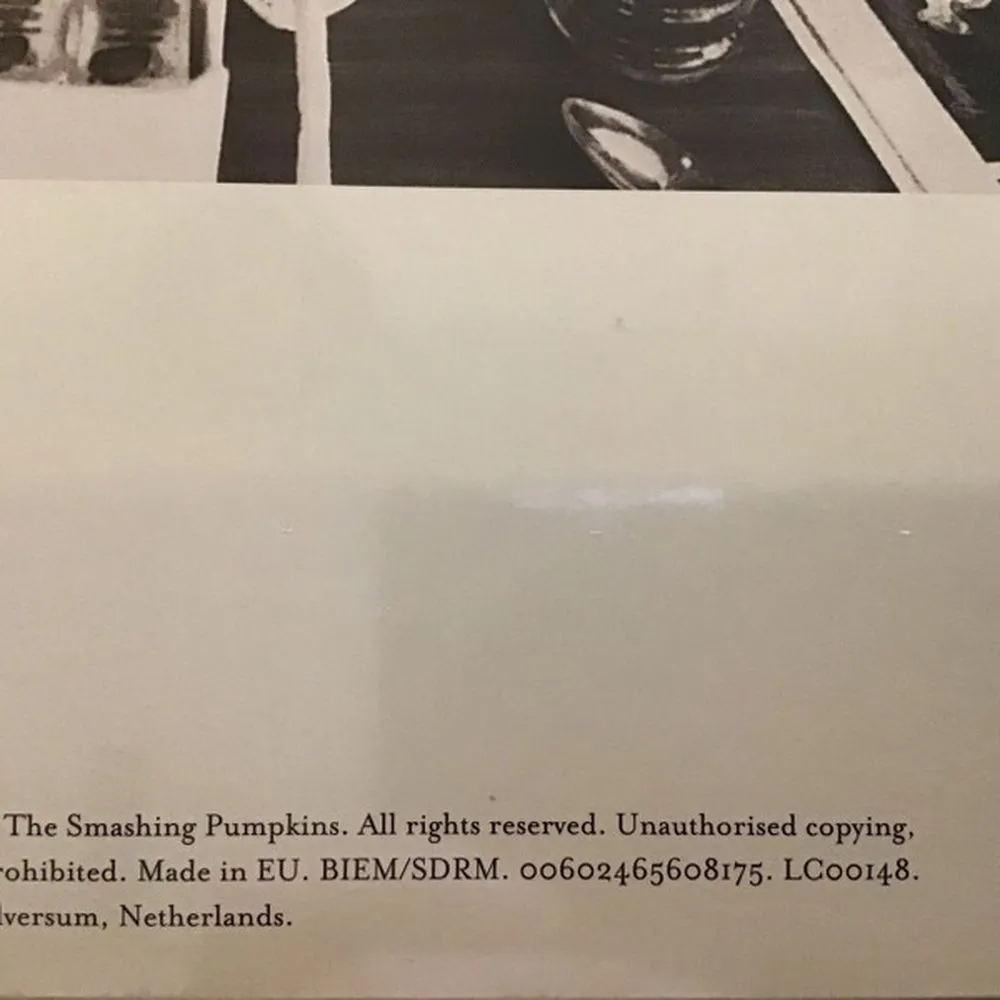 The Smashing Pumpkins. All rights reserved. Unauthorised copying,
rohibited. Made in EU. BIEM/SDRM. 00602465608175. LC00148.
lversum, Netherlands.